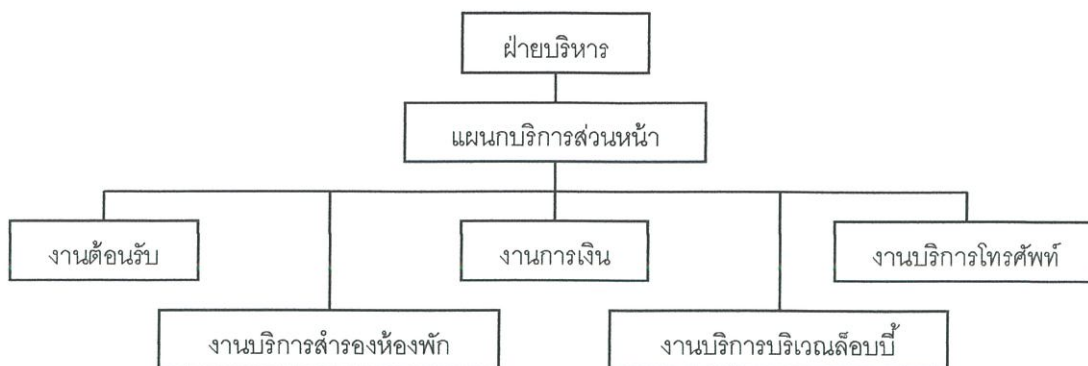 ฝ่ายบริหาร
แผนกบริการส่วนหน้า
งานต้อนรับ
งานการเงิน
งานบริการโทรศัพท์
งานบริการสำรองห้องพัก
งานบริการบริเวณล็อบบี้